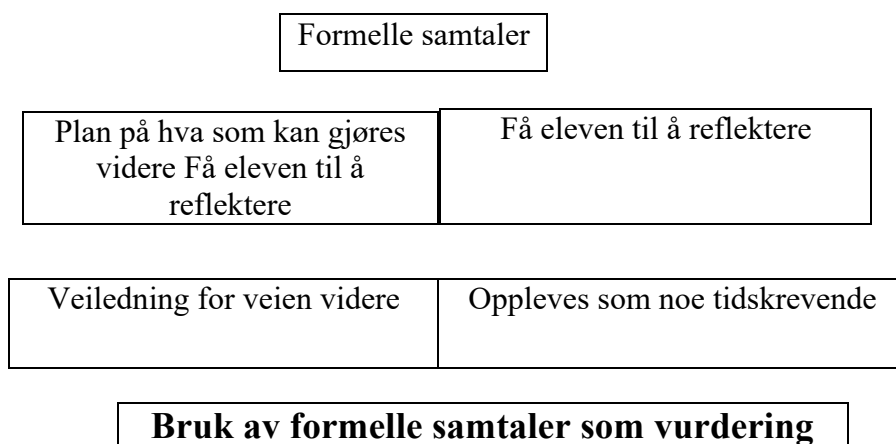 Formelle samtaler
Plan på hva som kan gjøres
videre Få eleven til å
reflektere
Få eleven til å reflektere
Veiledning for veien videre
Oppleves som noe tidskrevende
Bruk av formelle samtaler som vurdering